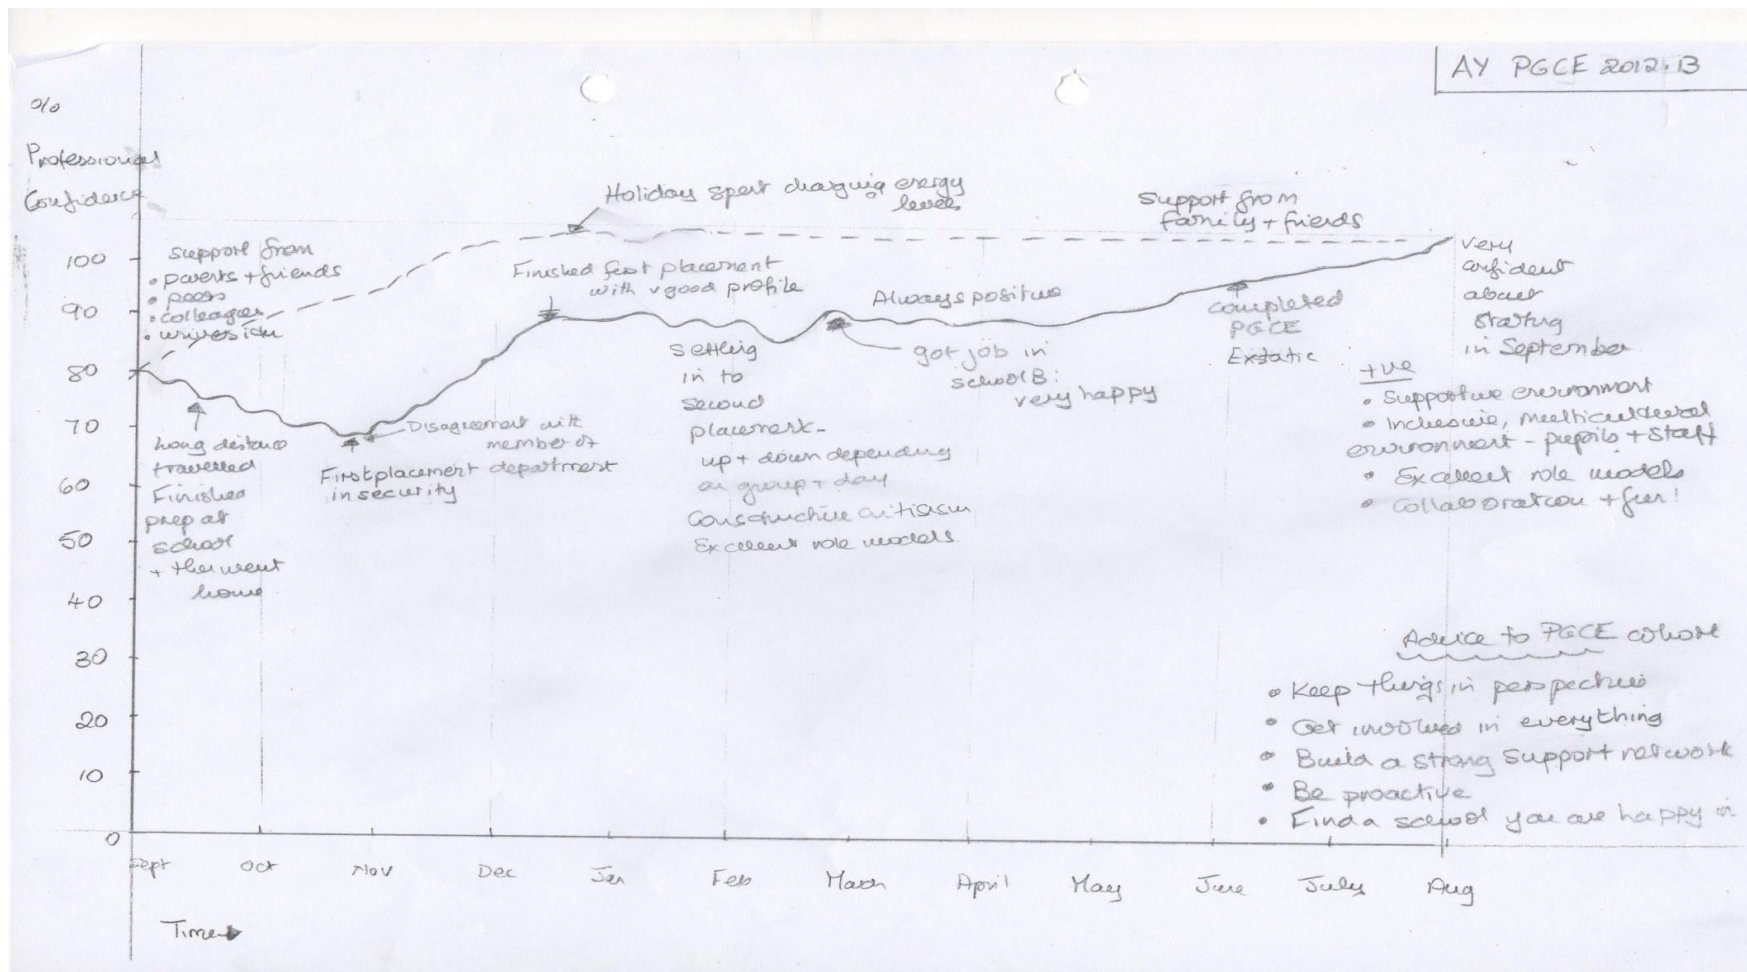 AY PGCE 2012-13
%
Professional
Confidence
100
90
80
70
60
50
40
30
20
10
0
Sept Oct Nov Dec Jan Feb March April May June July Aug
Time
Support from
• parents + friends
• peers
• colleagues
• university
Long distance
travelled
Finished
prep at
school
+ then went
home
Disagreement with
member of
department
First placement
insecurity
Holiday spent charging energy
levels
Finished first placement
with v good profile
Settling
in to
second
placement-
up + down depending
on group + day
Constructive criticism
Excellent role models.
Always positive
got job in
school B:
very happy
Support from
family + friends
Completed
PGCE
Exstatic
Very
confident
about
starting
in September
+ve
• Supportive environment
• Inclusive, multicultural
environment - pupils + staff
• Excellent role models
• Collaboration + fun!
Advice to PGCE cohort
• Keep things in perspective
• Get involved in everything
• Build a strong support network
• Be proactive
• Find a school you are happy in